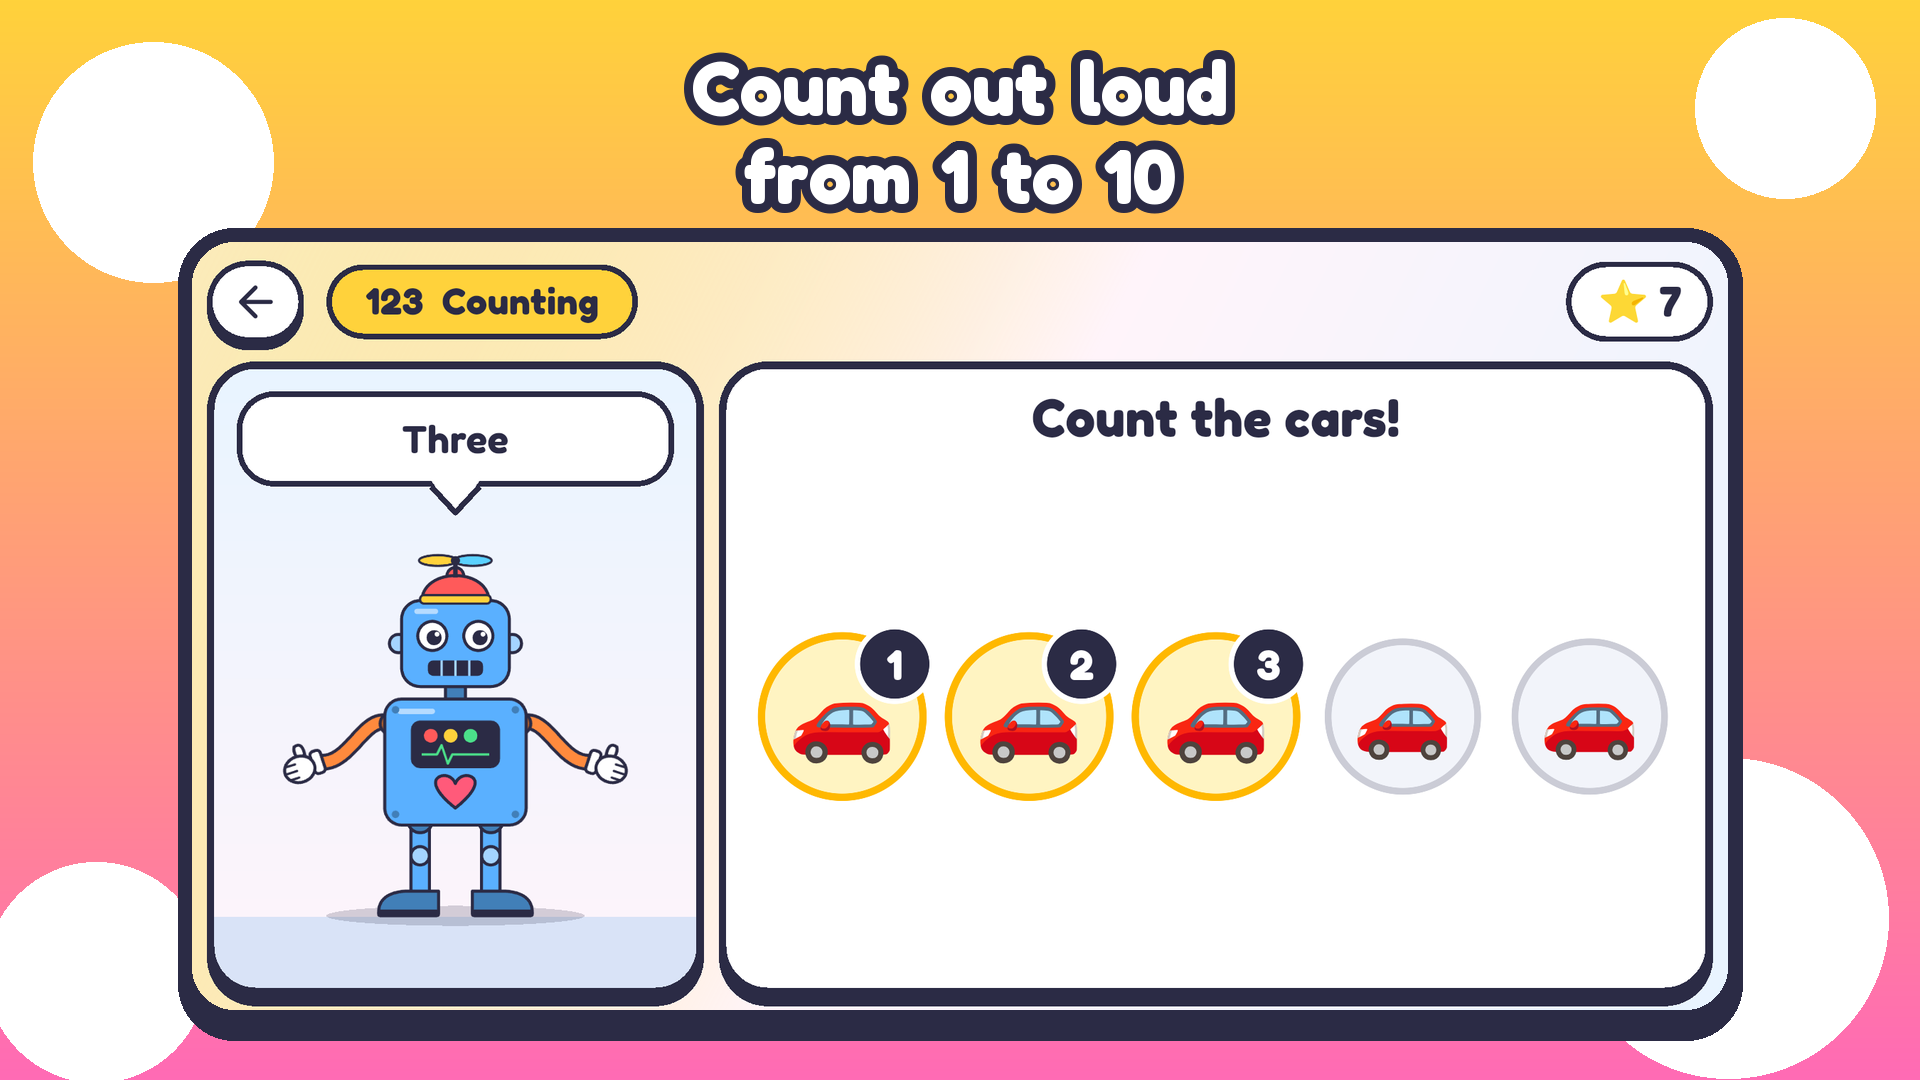 Count out loud
from 1 to 10
123 Counting
7
Three
Count the cars!
1
2
3